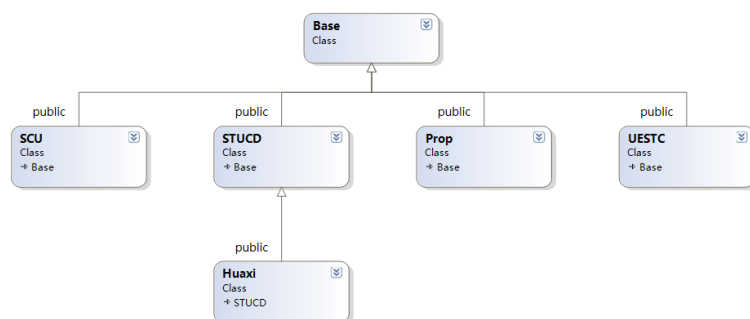 Base
Class
public
public
public
public
SCU
Class
Base
STUCD
Class
Base
Prop
Class
Base
UESTC
Class
Base
public
Huaxi
Class
STUCD